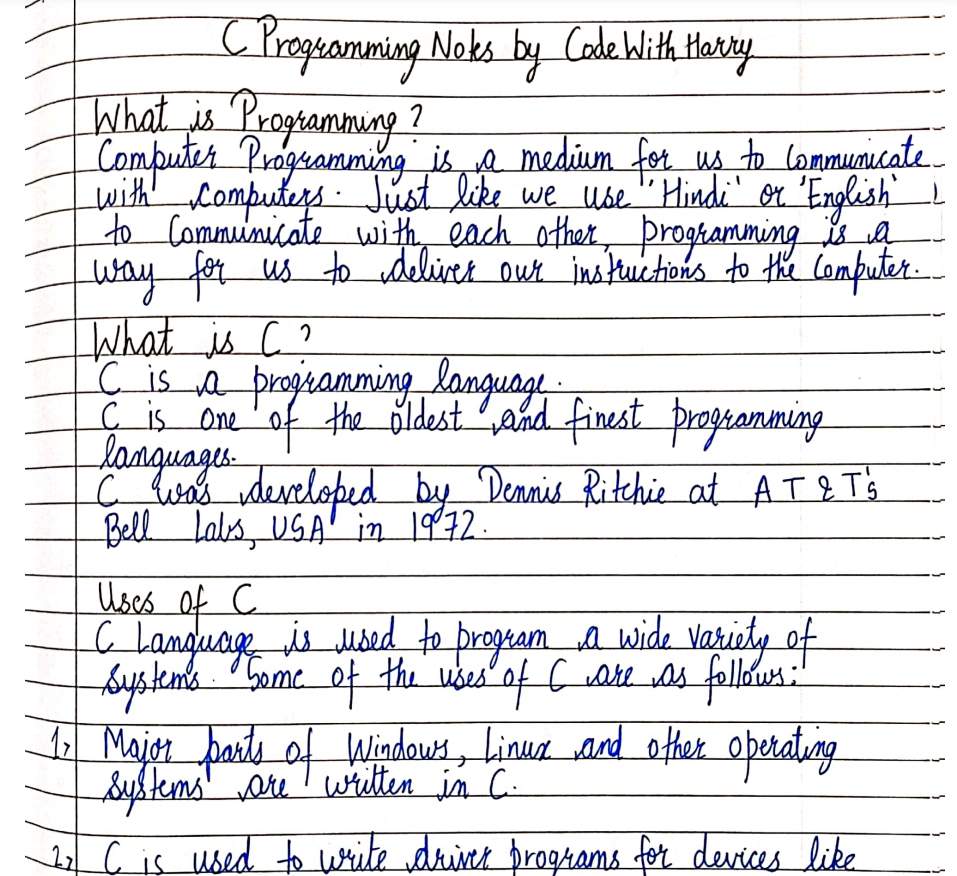 C Programming Notes by Code With Harry
What is Programming ?
Computer Programming is a medium for us to Communicate
with computers. Just like we use "Hindi" or 'English'
to Communicate with each other, programming is a
way for us to deliver our instructions to the Computer.
What is C ?
C is a programming language.
C is one of the oldest and finest programming
languages.
C was developed by Dennis Ritchie at AT & T's
Bell Labs, USA in 1972.
Uses of C
C Language is used to program a wide variety of
systems. Some of the uses of C are as follows:
1, Major parts of Windows, Linux and other operating
systems are written in C.
2, C is used to write driver programs for devices like